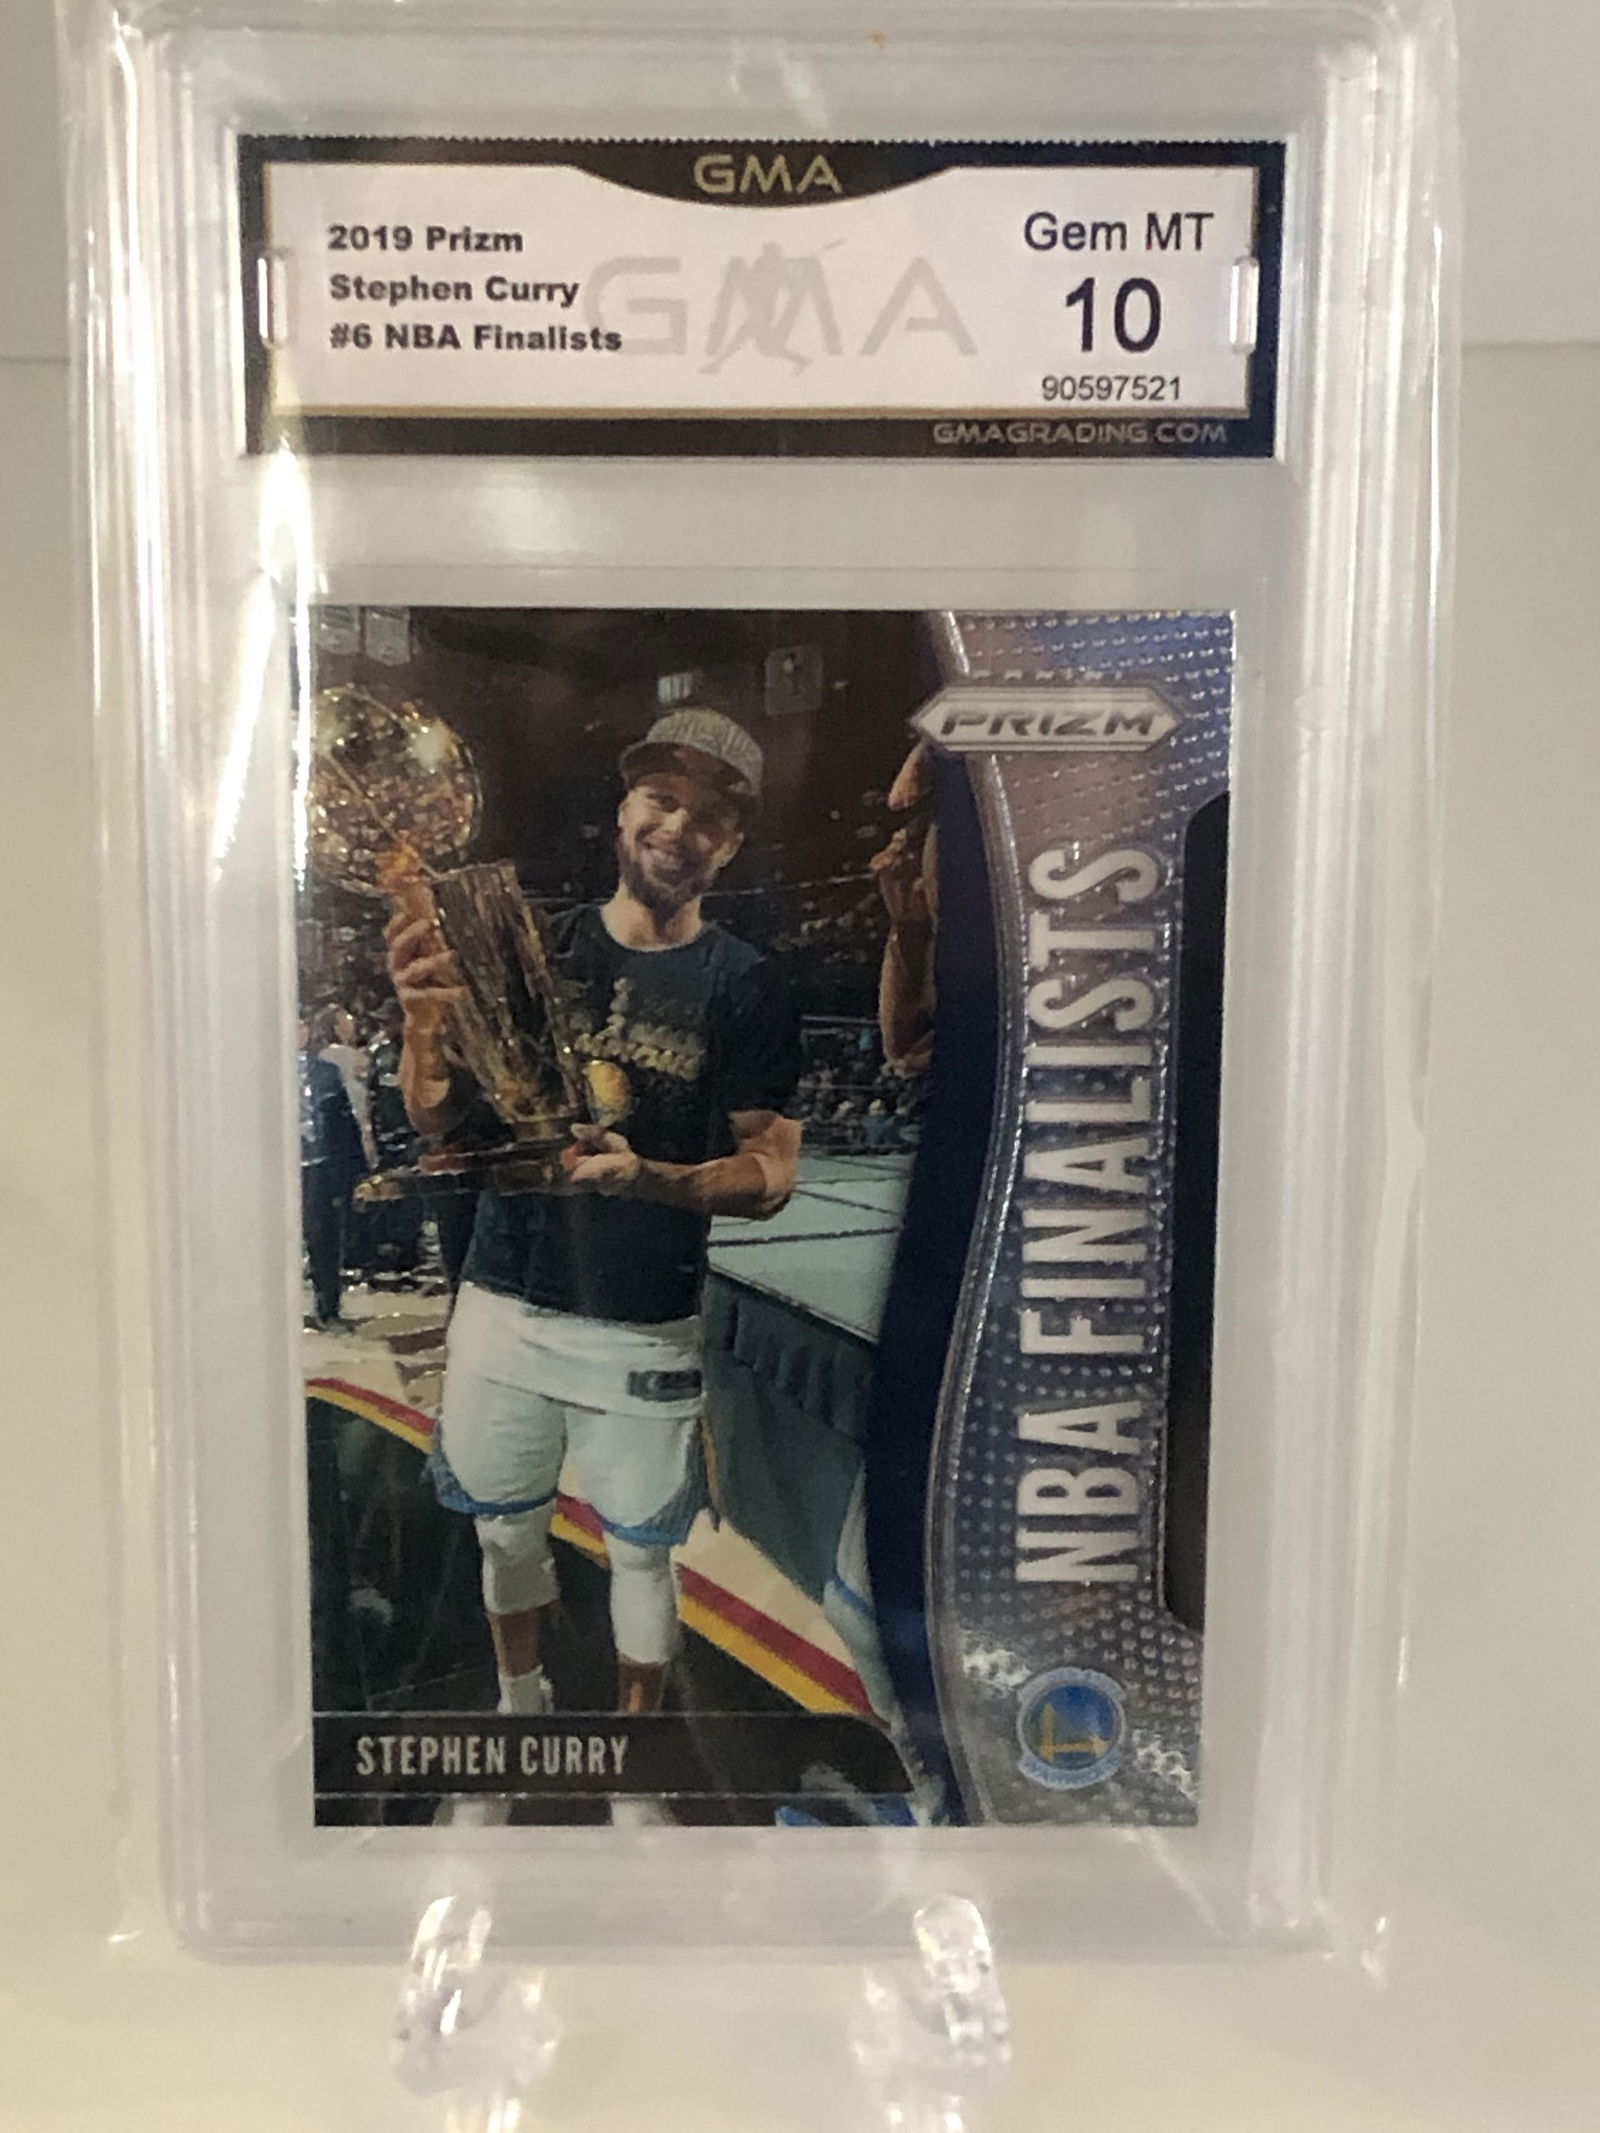 GMA
2019 Prizm
Stephen Curry
#6 NBA Finalists
GMA
Gem MT
10
90597521
GMAGRADING.COM
PRIZM
NBA FINALISTS
STEPHEN CURRY